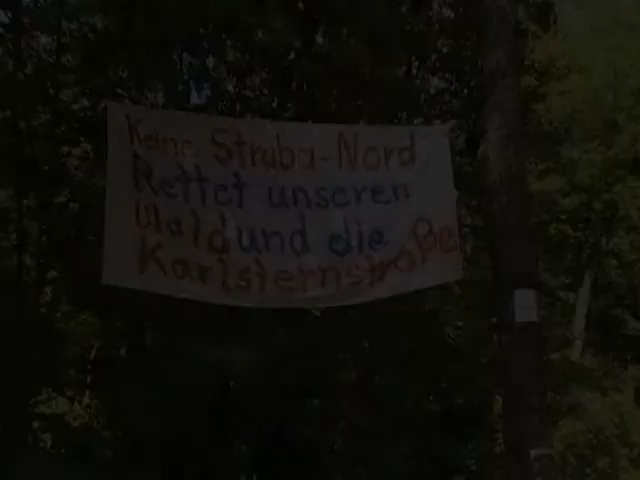 Keine Straba-Nord
Rettet unseren
Wald und die
Karlsternstraße